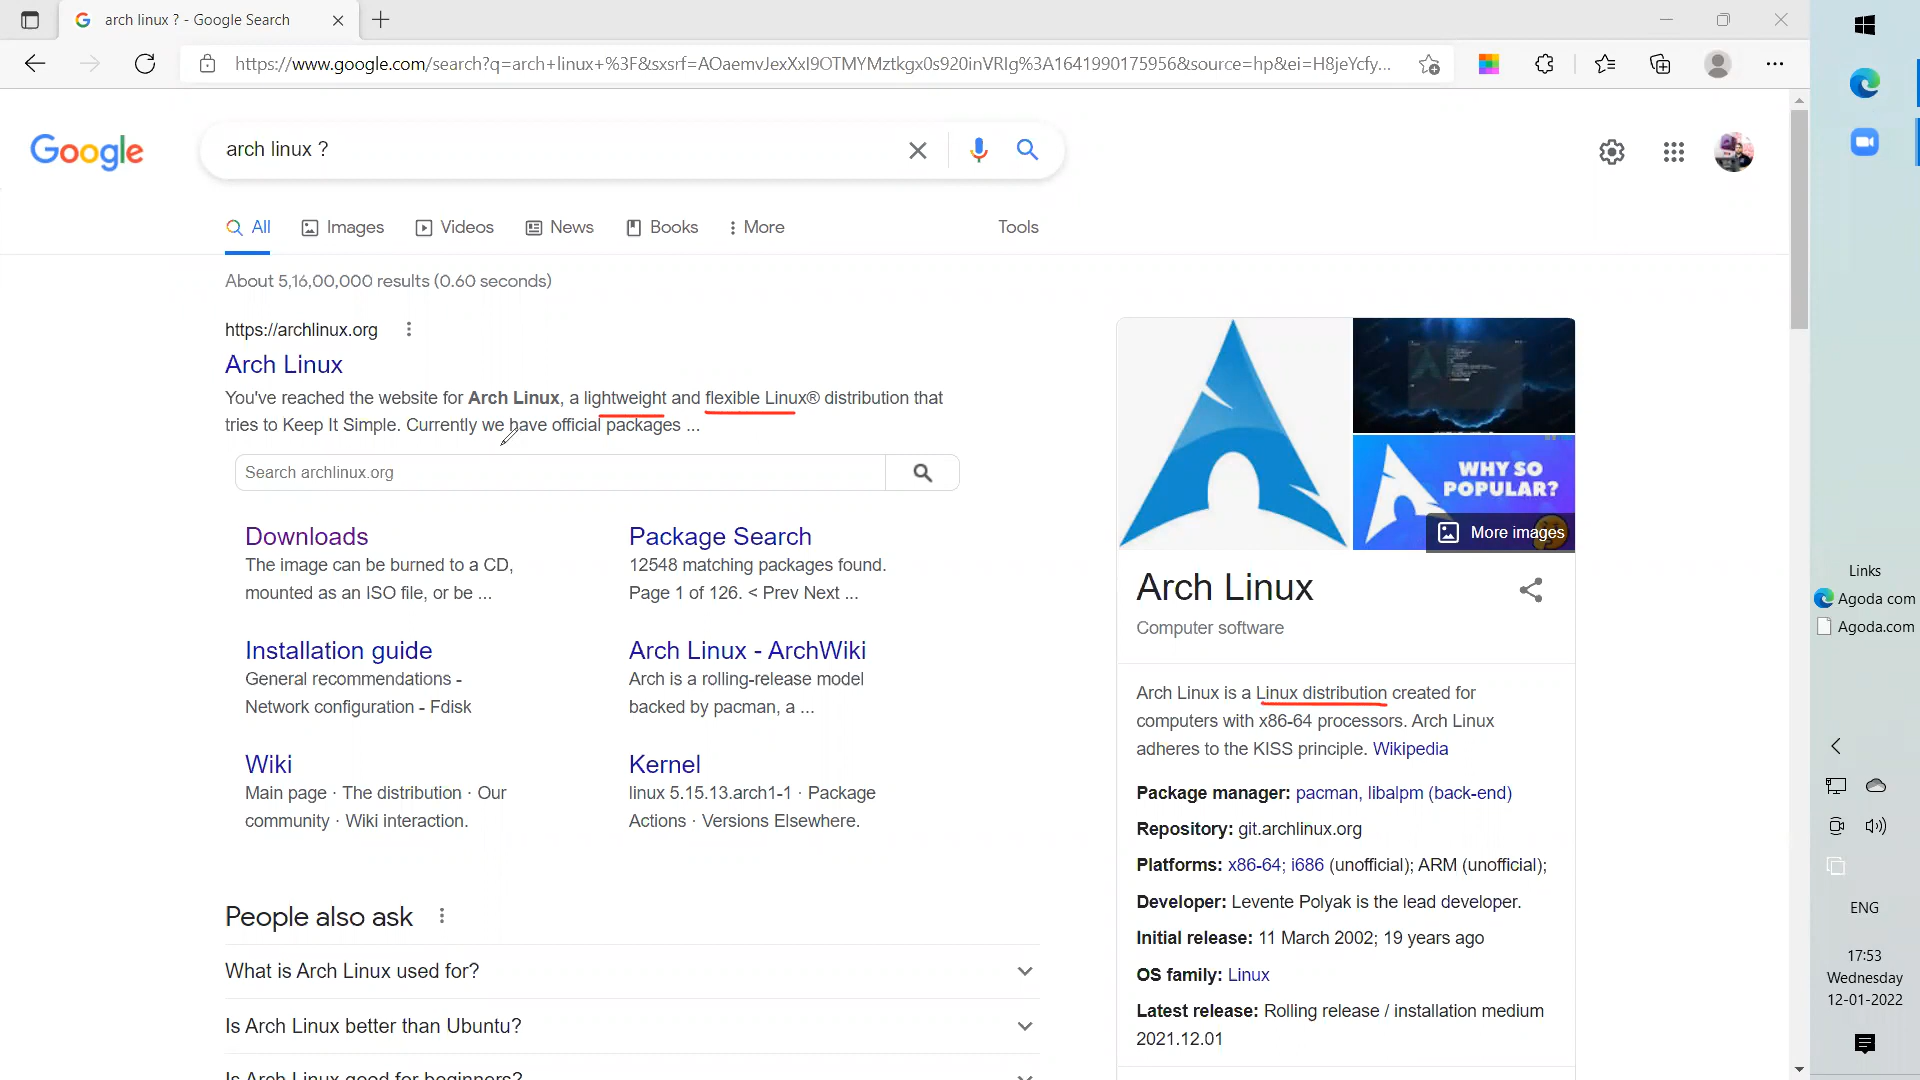 arch linux ? - Google Search
https://www.google.com/search?q=arch+linux+%3F&sxsrf=AOaemvJexXxI9OTMYMztkgx0s920inVRIg%3A1641990175956&source=hp&ei=H8jeYcfy...
Google
arch linux ?
All
Images
Videos
News
Books
More
Tools
About 5,16,00,000 results (0.60 seconds)
https://archlinux.org
Arch Linux
You've reached the website for Arch Linux, a lightweight and flexible Linux® distribution that
tries to Keep It Simple. Currently we have official packages ...
Search archlinux.org
Downloads
The image can be burned to a CD,
mounted as an ISO file, or be ...
Package Search
12548 matching packages found.
Page 1 of 126. < Prev Next ...
Installation guide
General recommendations -
Network configuration - Fdisk
Arch Linux - ArchWiki
Arch is a rolling-release model
backed by pacman, a ...
Wiki
Main page · The distribution · Our
community · Wiki interaction.
Kernel
linux 5.15.13.arch1-1 · Package
Actions · Versions Elsewhere.
People also ask
What is Arch Linux used for?
Is Arch Linux better than Ubuntu?
Is Arch Linux good for beginners?
WHY SO
POPULAR?
More images
Arch Linux
Computer software
Arch Linux is a Linux distribution created for
computers with x86-64 processors. Arch Linux
adheres to the KISS principle. Wikipedia
Package manager: pacman, libalpm (back-end)
Repository: git.archlinux.org
Platforms: x86-64; i686 (unofficial); ARM (unofficial);
Developer: Levente Polyak is the lead developer.
Initial release: 11 March 2002; 19 years ago
OS family: Linux
Latest release: Rolling release / installation medium
2021.12.01
Links
Agoda com
Agoda.com
ENG
17:53
Wednesday
12-01-2022